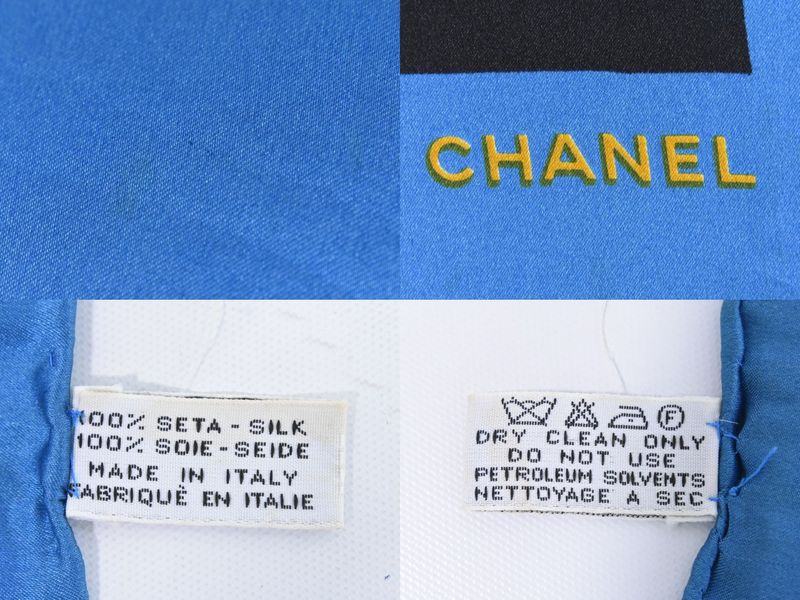 CHANEL
100% SETA-SILK
100% SOIE-SEIDE
MADE IN ITALY
FABRIQUË EN ITALIE
DRY CLEAN ONLY
DO NOT USE
PETROLEUM SOLVENTS
NETTOYAGE A SEC